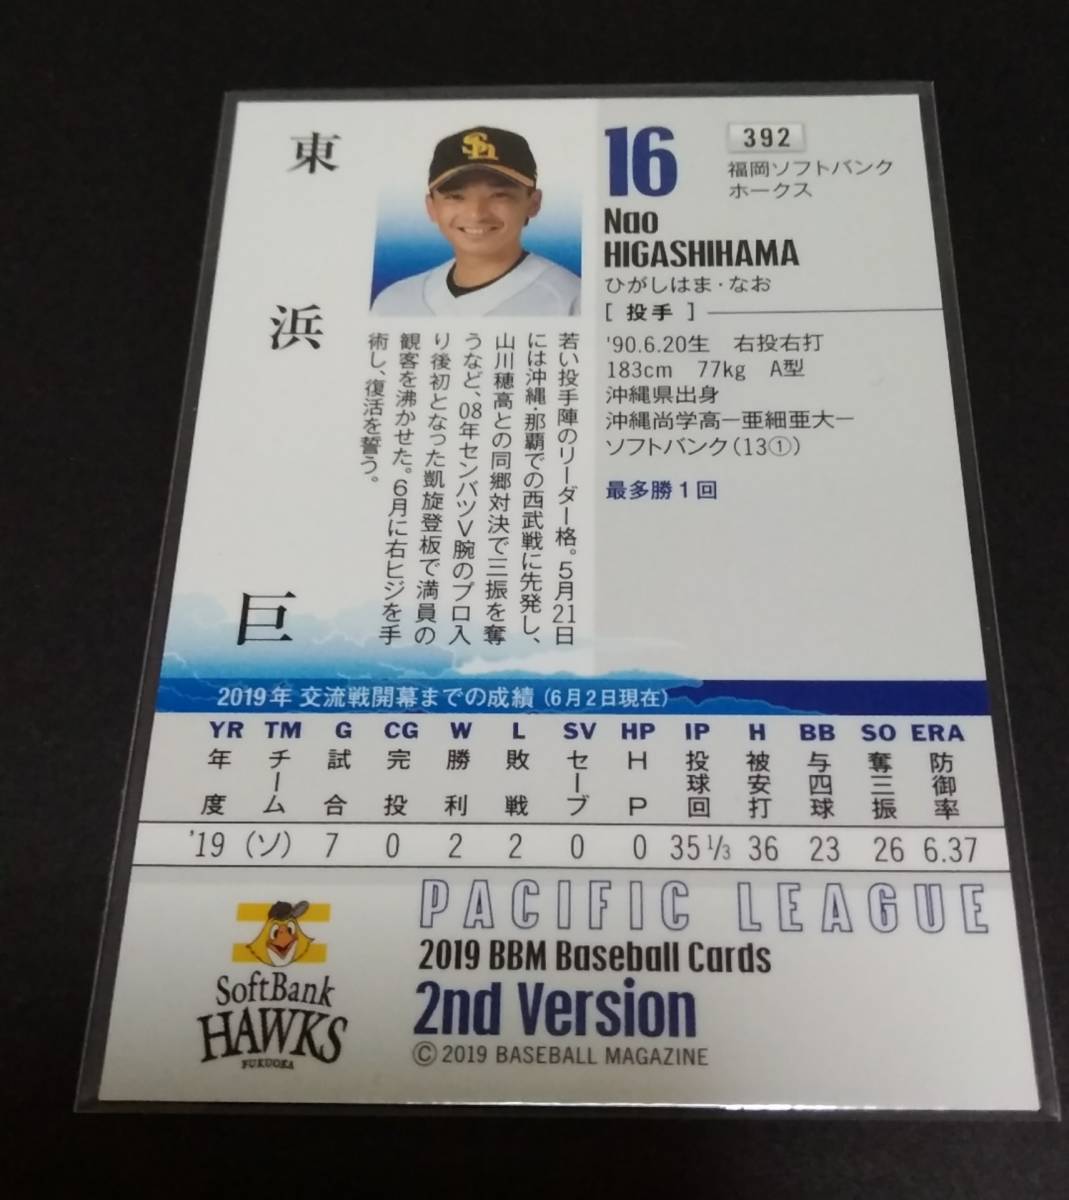 東浜巨
SH
16
392
福岡ソフトバンク
ホークス
Nao
HIGASHIHAMA
ひがしはま・なお
[ 投手 ]
'90.6.20生 右投右打
183cm 77kg A型
沖縄県出身
沖縄尚学高ー亜細亜大ー
ソフトバンク(13①)
最多勝1回
若い投手陣のリーダー格。5月21日
には沖縄・那覇での西武戦に先発し、
山川穂高との同郷対決で三振を奪
うなど、08年センバツV腕のプロ入
り後初となった凱旋登板で満員の
観客を沸かせた。6月に右ヒジを手
術し、復活を誓う。
2019年 交流戦開幕までの成績 (6月2日現在)
YR TM G CG W L SV HP IP H BB SO ERA
年度 チーム 試合 完投 勝利 敗戦 セーブ HP 投球回 被安打 与四球 奪三振 防御率
'19 (ソ) 7 0 2 2 0 0 35 1/3 36 23 26 6.37
PACIFIC LEAGUE
2019 BBM Baseball Cards
2nd Version
© 2019 BASEBALL MAGAZINE
SoftBank
HAWKS
FUKUOKA